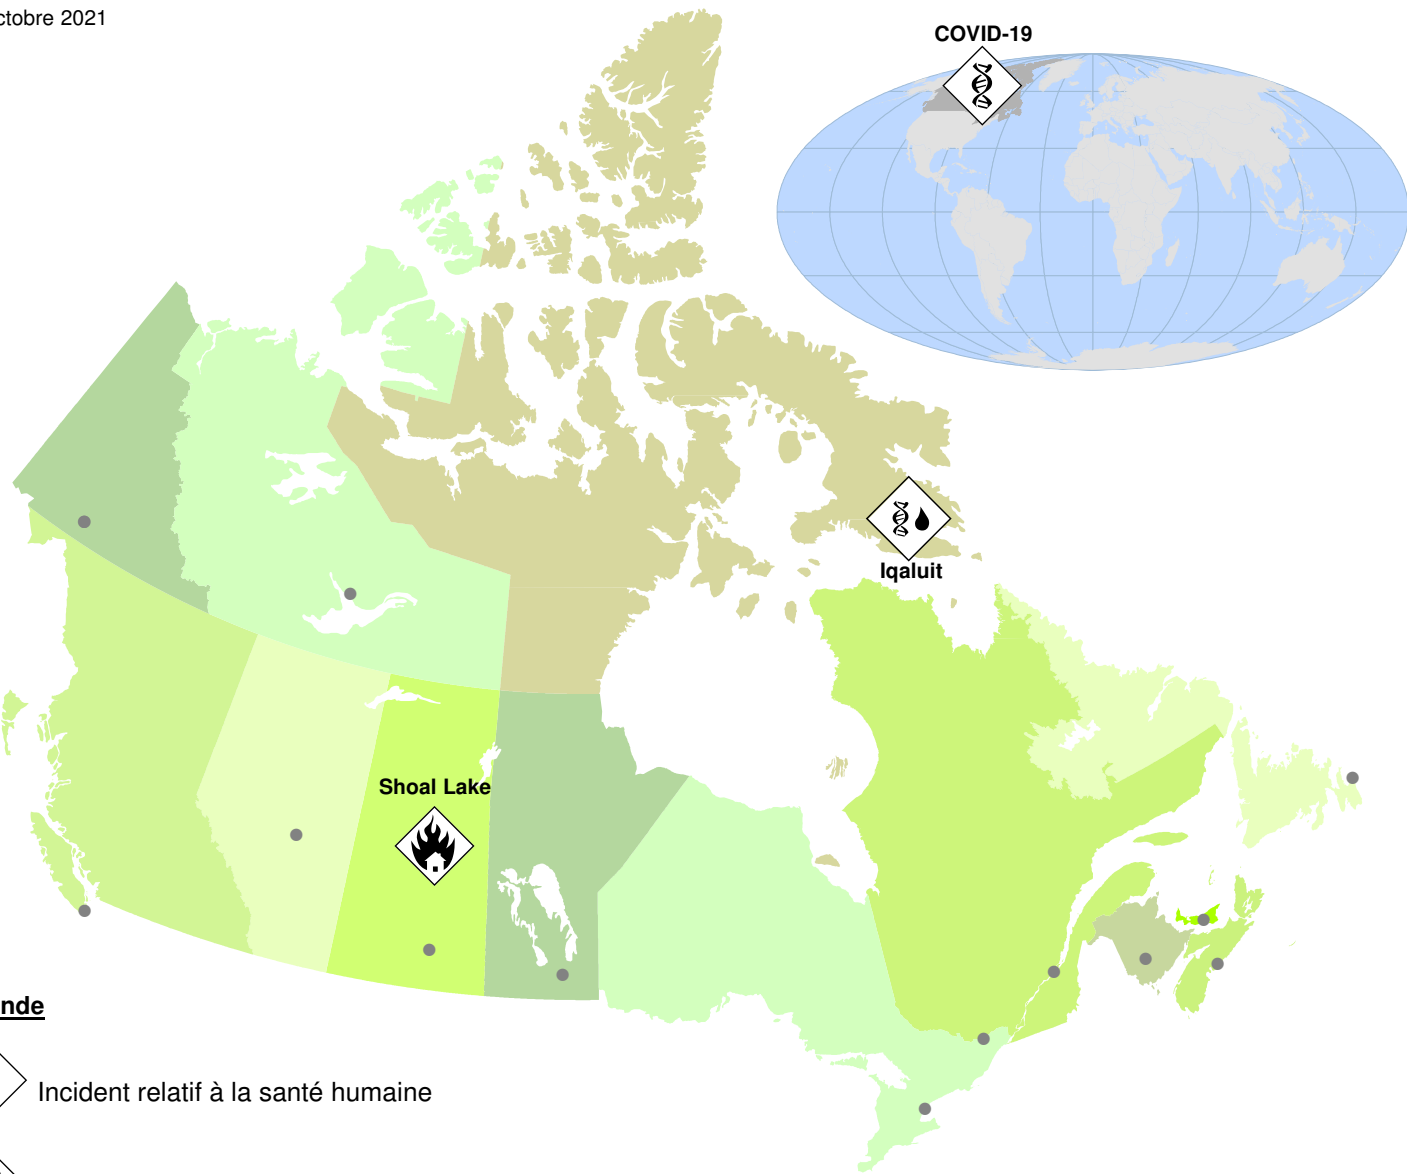 ctobre 2021
COVID-19
Iqaluit
Shoal Lake
nde
Incident relatif à la santé humaine